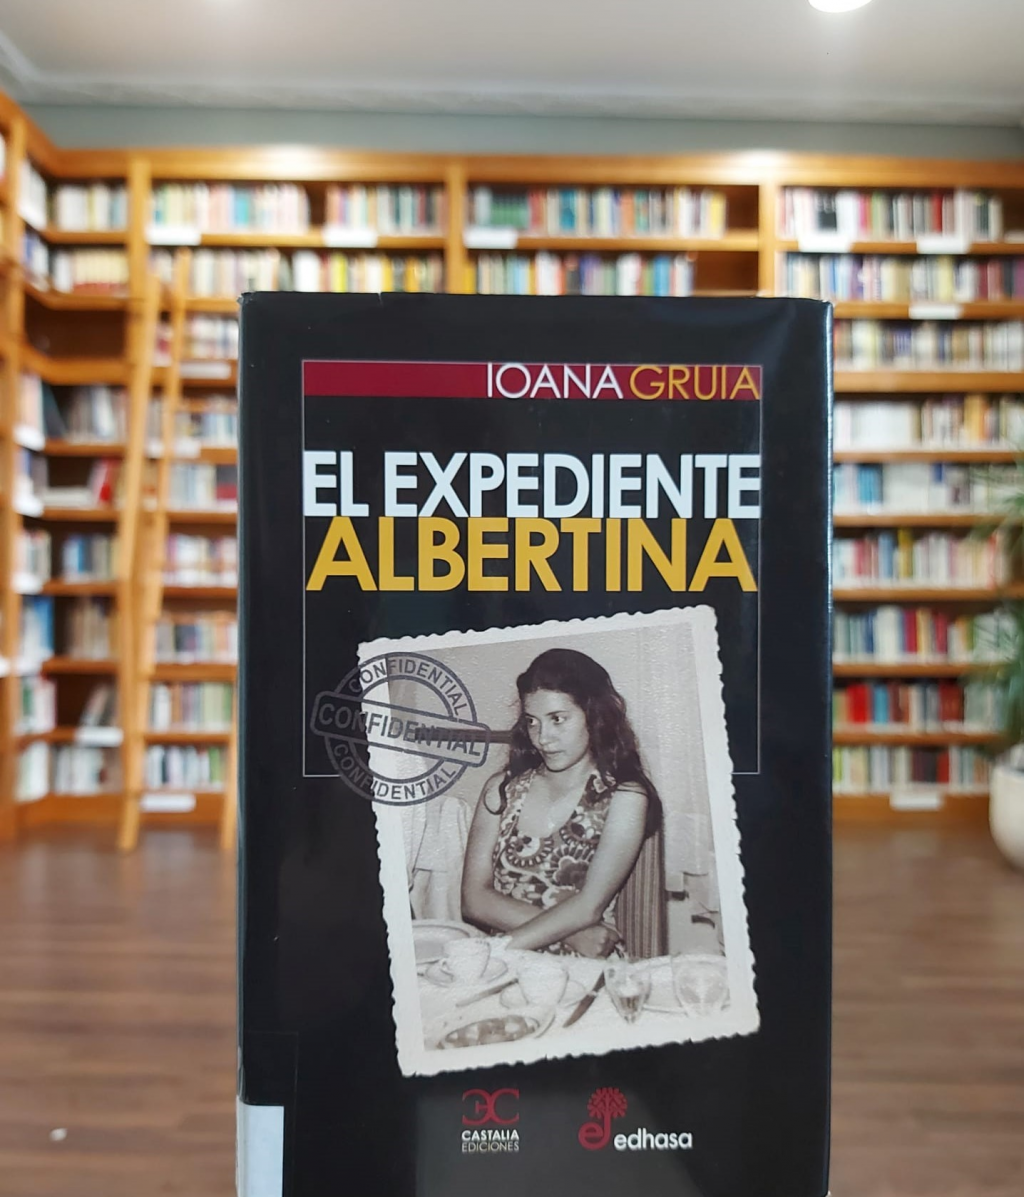 IOANA GRUIA
EL EXPEDIENTE
ALBERTINA
CONFIDENTIAL
CONFIDENTIAL
CONFIDENTIAL
CASTALIA
EDICIONES
edhasa